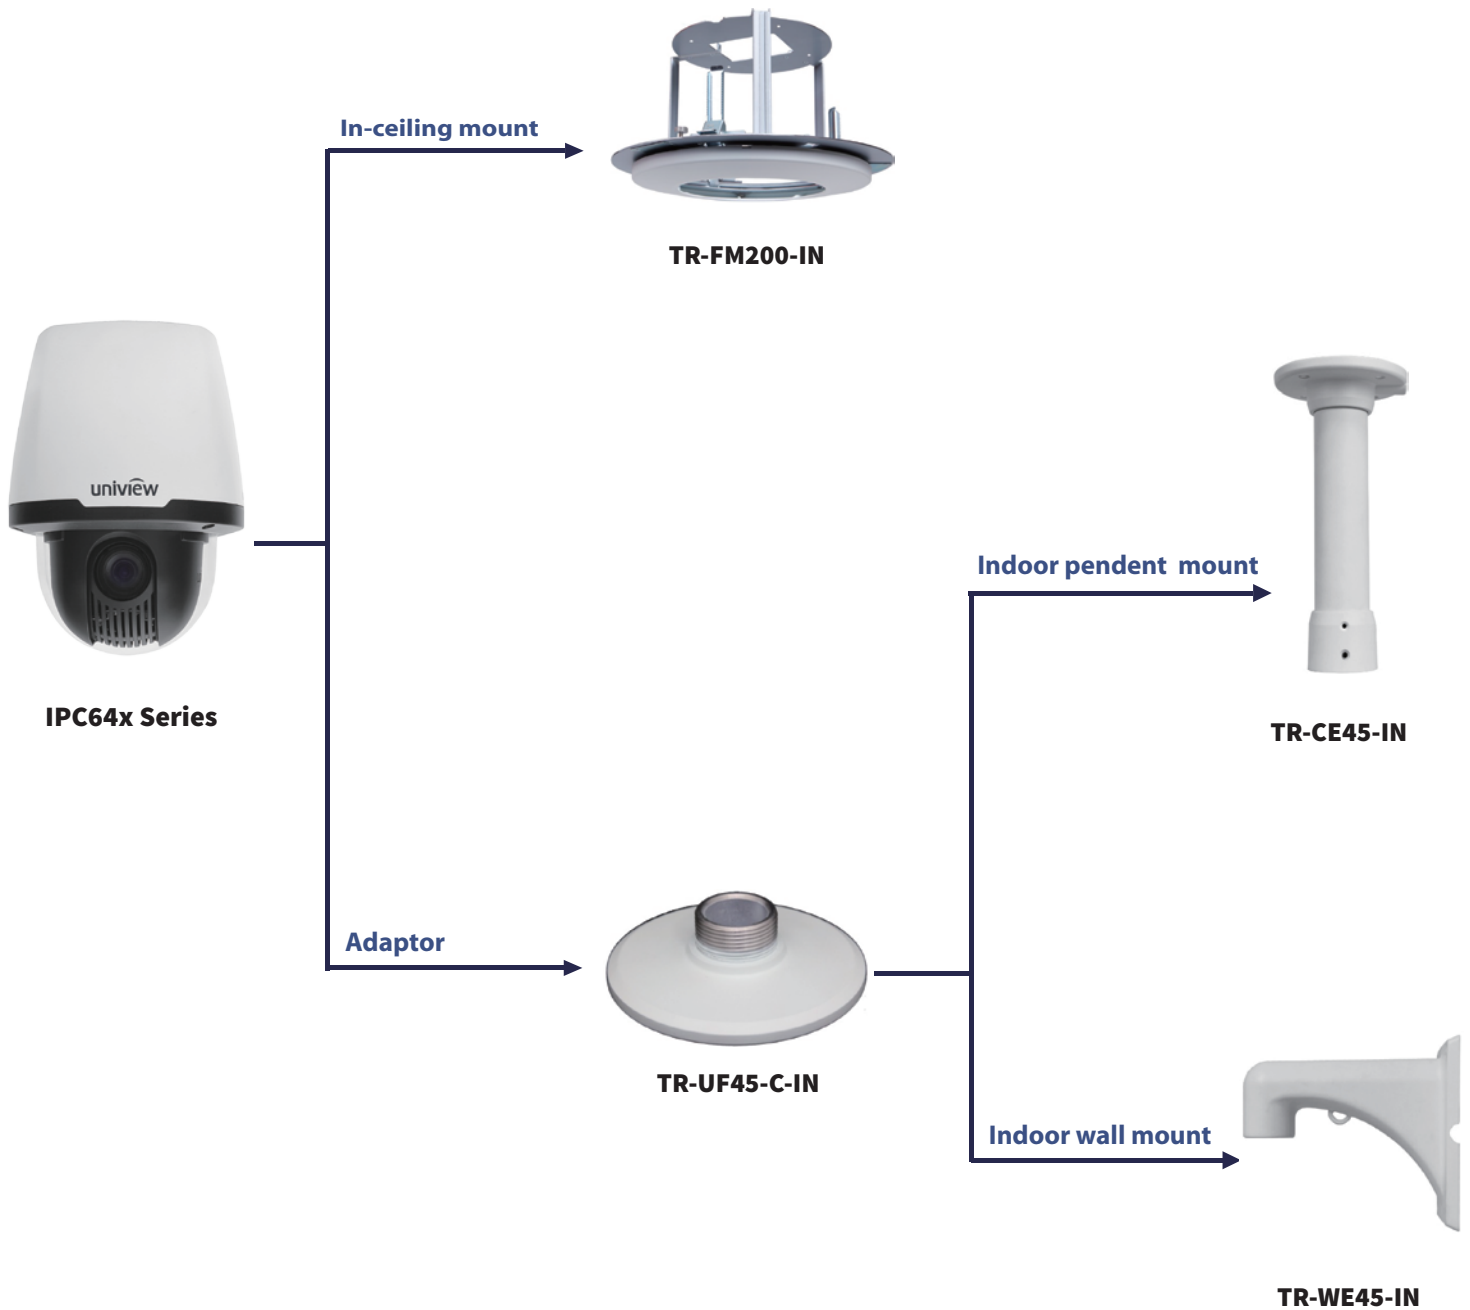 In-ceiling mount
TR-FM200-IN
uniview
IPC64x Series
Indoor pendent mount
TR-CE45-IN
Adaptor
TR-UF45-C-IN
Indoor wall mount
TR-WE45-IN